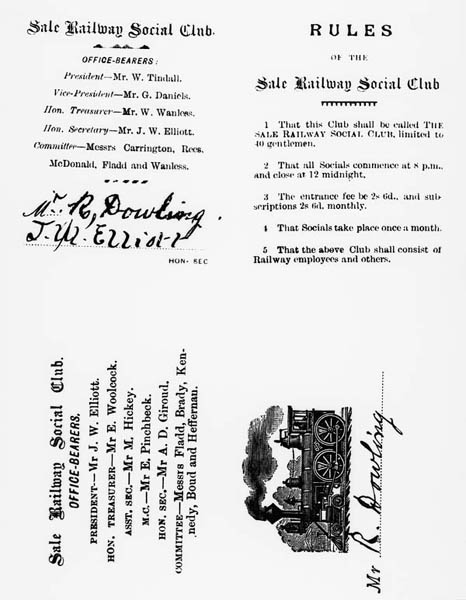 Sale Railway Social Club.
OFFICE-BEARERS:
President—Mr. W. Tindall.
Vice-President—Mr. G. Daniels.
Hon. Treasurer—Mr. W. Wanless.
Hon. Secretary—Mr. J. W. Elliott.
Committee—Messrs Carrington, Rees,
McDonald, Fladd and Wanless.
Mr. R, Dowling.
J. W. Elliott
HON. SEC
RULES
OF THE
Sale Railway Social Club
1 That this Club shall be called THE
SALE RAILWAY SOCIAL CLUB, limited to
40 gentlemen.
2 That all Socials commence at 8 p.m.,
and close at 12 midnight.
3 The entrance fee be 2s 6d., and sub-
scriptions 2s 6d. monthly.
4 That Socials take place once a month.
5 That the above Club shall consist of
Railway employees and others.
Sale Railway Social Club.
OFFICE-BEARERS.
PRESIDENT—Mr J. W. Elliott.
HON. TREASURER—Mr E. Woolcock.
ASST. SEC.—Mr M. Hickey.
M.C.—Mr E. Pinchbeck.
HON. SEC.—Mr A. D. Giroud,
COMMITTEE—Messrs Fladd, Brady, Ken-
nedy, Boud and Heffernau.
Mr R. Dowling